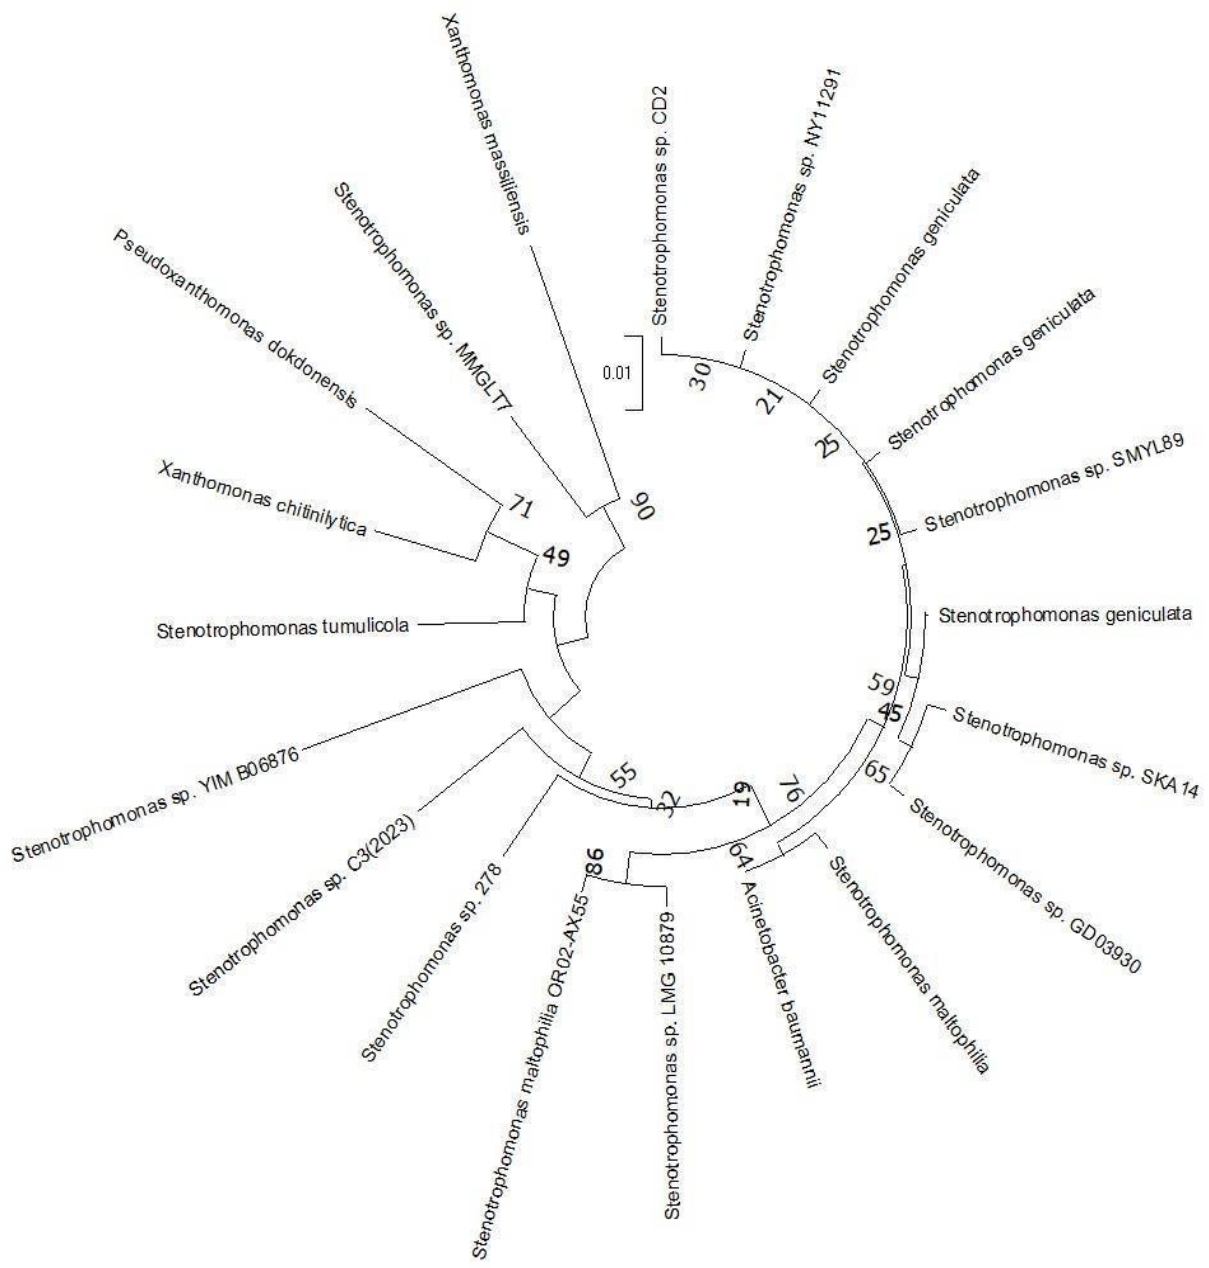 Xanthomonas massiliensis
Stenotrophomonas sp. CD2
Stenotrophomonas sp. NY11291
Stenotrophomonas geniculata
Stenotrophomonas geniculata
Stenotrophomonas sp. SMYL89
Stenotrophomonas geniculata
Stenotrophomonas sp. SKA14
Stenotrophomonas sp. GD03930
Stenotrophomonas maltophilia
Acinetobacter baumannii
Stenotrophomonas sp. LMG 10879
Stenotrophomonas maltophilia OR02-AX55
Stenotrophomonas sp. 278
Stenotrophomonas sp. C3(2023)
Stenotrophomonas sp. YIM B06876
Stenotrophomonas tumulicola
Xanthomonas chitinilytica
Pseudoxanthomonas dokdonensis
Stenotrophomonas sp. MMGLT7
0.01
30
21
25
25
59
45
65
76
19
64
86
32
55
49
71
90